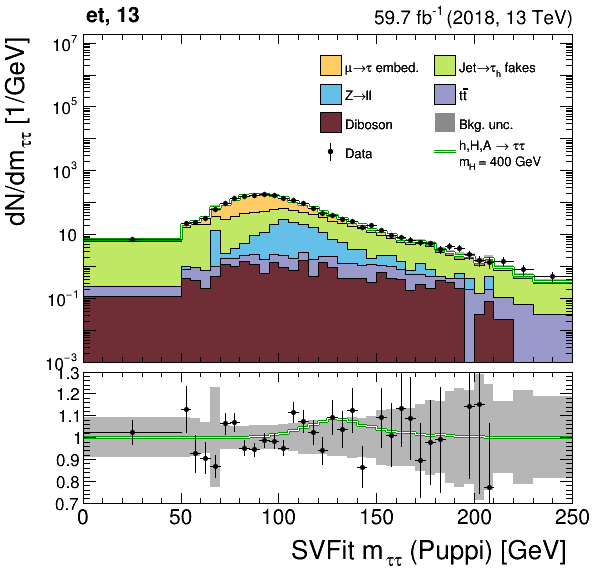 et, 13
59.7 fb⁻¹ (2018, 13 TeV)
dN/dm_ττ [1/GeV]
10⁷
10⁵
10³
10
10⁻¹
10⁻³
μ→τ embed.
Jet→τ_h fakes
Z→ll
tt̄
Diboson
Bkg. unc.
Data
h,H,A → ττ
m_H = 400 GeV
1.3
1.2
1.1
1
0.9
0.8
0.7
0 50 100 150 200 250
SVFit m_ττ (Puppi) [GeV]